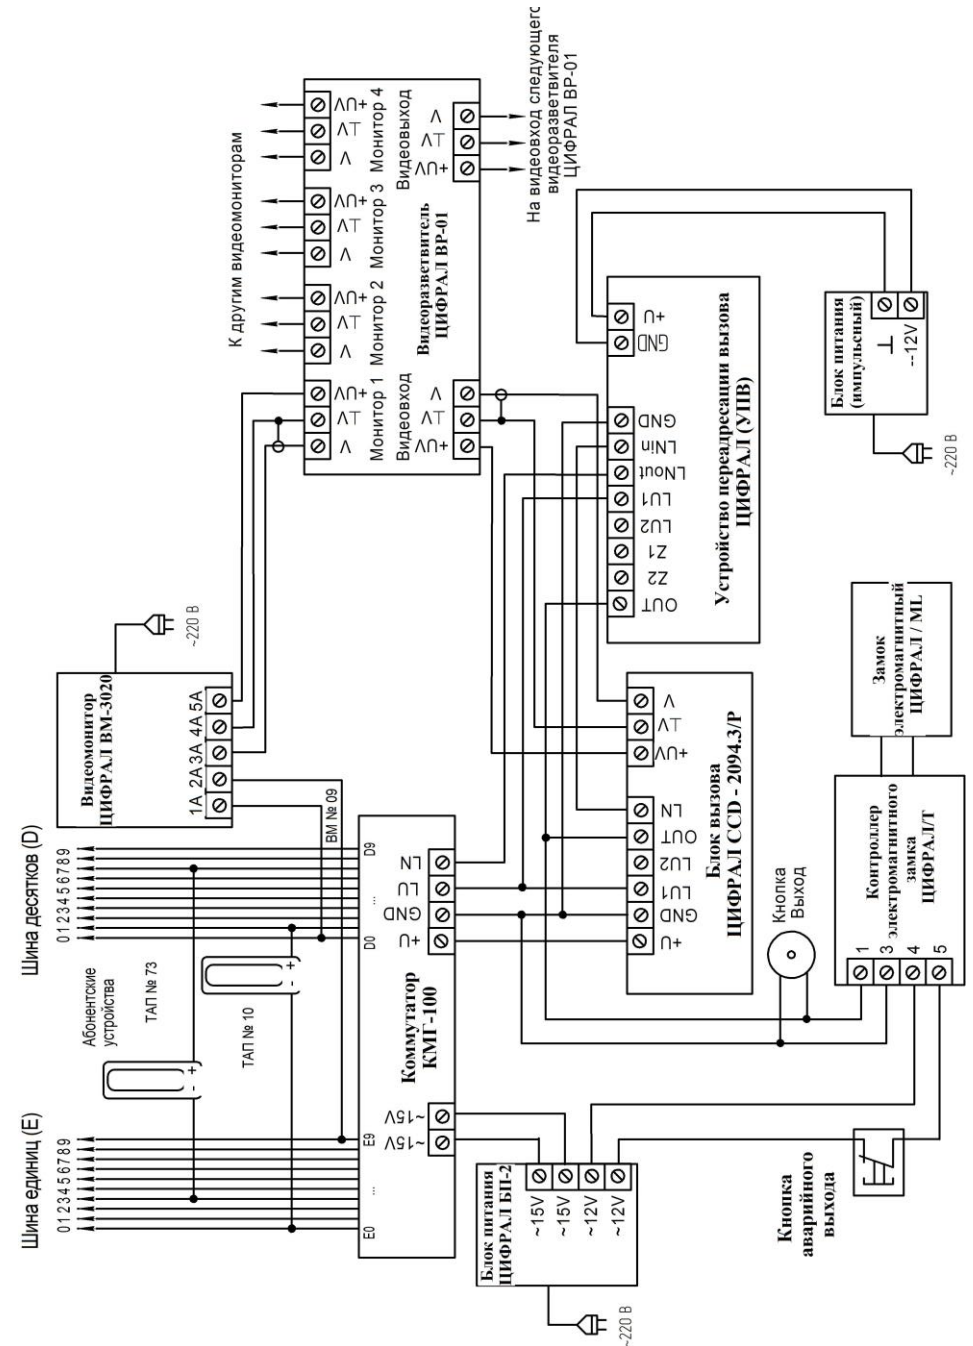 Шина десятков (D)
0 1 2 3 4 5 6 7 8 9
Шина единиц (E)
0 1 2 3 4 5 6 7 8 9
Абонентские
устройства
ТАП № 73
ТАП № 10
- +
- +
Видеомонитор
ЦИФРАЛ ВМ-3020
1A 2A 3A 4A 5A
~220 В
ВМ № 09
К другим видеомониторам
V ⊥V +UV
Монитор 1
V ⊥V +UV
Монитор 2
V ⊥V +UV
Монитор 3
V ⊥V +UV
Монитор 4
Видеоразветвитель
ЦИФРАЛ ВР-01
Видеовход
+UV ⊥V V
Видеовыход
+UV ⊥V V
На видеовход следующего
видеоразветвителя
ЦИФРАЛ ВР-01
E0 ... E9
D0 ... D9
Коммутатор
КМГ-100
~15V ~15V
+U GND LU LN
Устройство переадресации вызова
ЦИФРАЛ (УПВ)
OUT Z2 Z1 LU2 LU1 LNout LNin GND
GND +U
Блок питания
(импульсный)
⊥
--12V
~220 В
Блок вызова
ЦИФРАЛ CCD - 2094.3/P
+U GND LU1 LU2 OUT LN
+UV ⊥V V
Кнопка
Выход
Замок
электромагнитный
ЦИФРАЛ / ML
Контроллер
электромагнитного
замка
ЦИФРАЛ/Т
1
3
4
5
Блок питания
ЦИФРАЛ БП-2
~15V
~15V
~12V
~12V
~220 В
Кнопка
аварийного
выхода